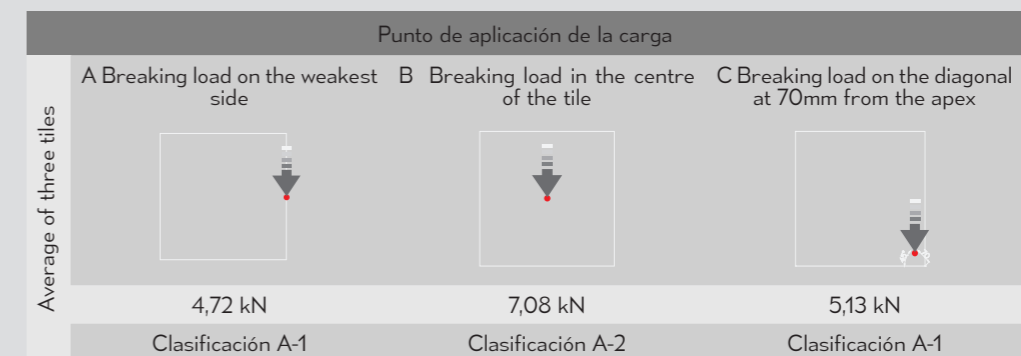 Punto de aplicación de la carga
Average of three tiles
A Breaking load on the weakest
side
B Breaking load in the centre
of the tile
C Breaking load on the diagonal
at 70mm from the apex
4,72 kN
7,08 kN
5,13 kN
Clasificación A-1
Clasificación A-2
Clasificación A-1